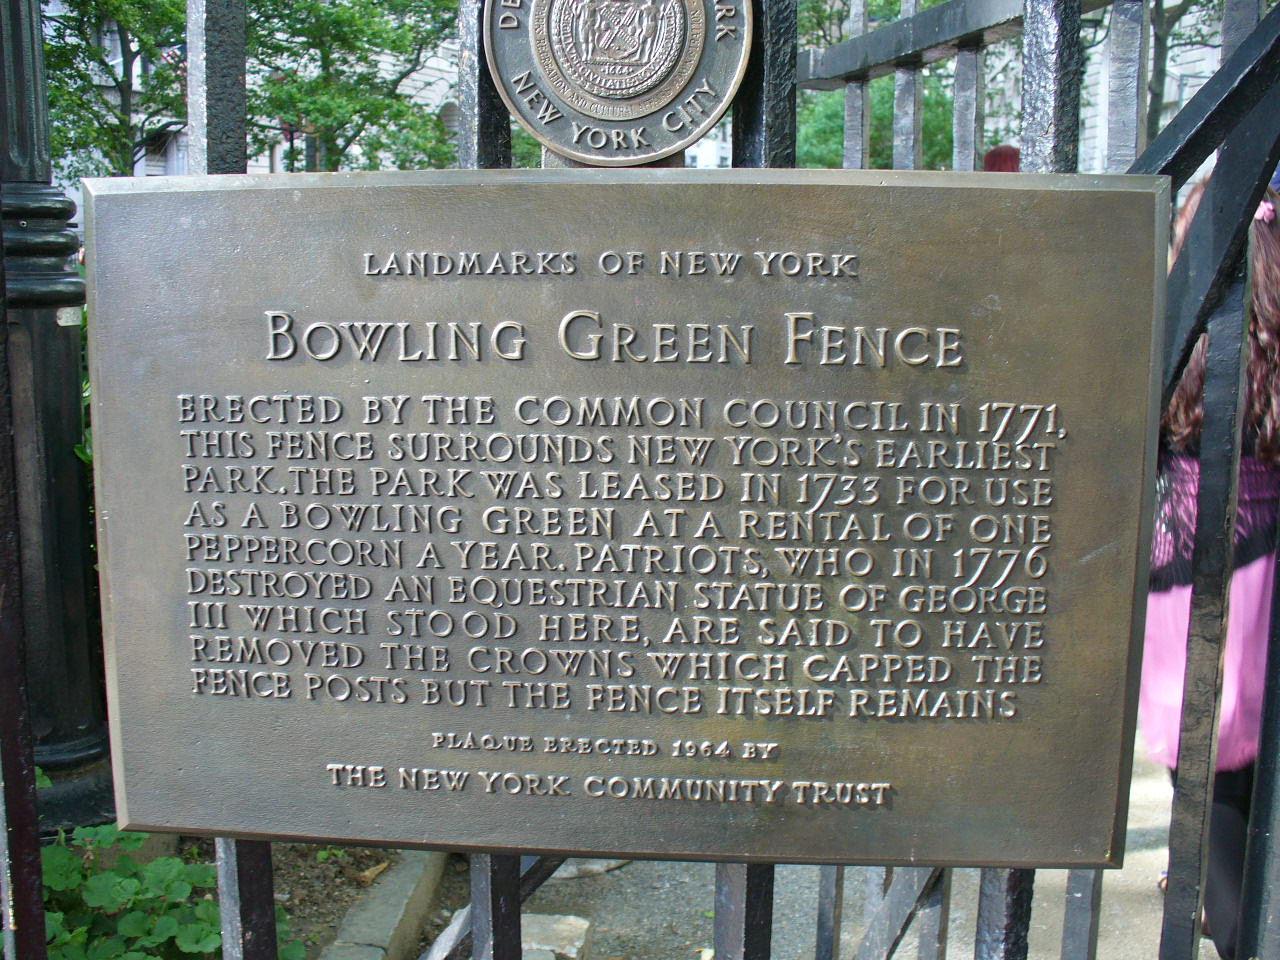 NEW YORK CITY
1664
LANDMARKS OF NEW YORK
BOWLING GREEN FENCE
ERECTED BY THE COMMON COUNCIL IN 1771,
THIS FENCE SURROUNDS NEW YORK'S EARLIEST
PARK. THE PARK WAS LEASED IN 1733 FOR USE
AS A BOWLING GREEN AT A RENTAL OF ONE
PEPPERCORN A YEAR. PATRIOTS, WHO IN 1776
DESTROYED AN EQUESTRIAN STATUE OF GEORGE
III WHICH STOOD HERE, ARE SAID TO HAVE
REMOVED THE CROWNS WHICH CAPPED THE
FENCE POSTS BUT THE FENCE ITSELF REMAINS
PLAQUE ERECTED 1964 BY
THE NEW YORK COMMUNITY TRUST